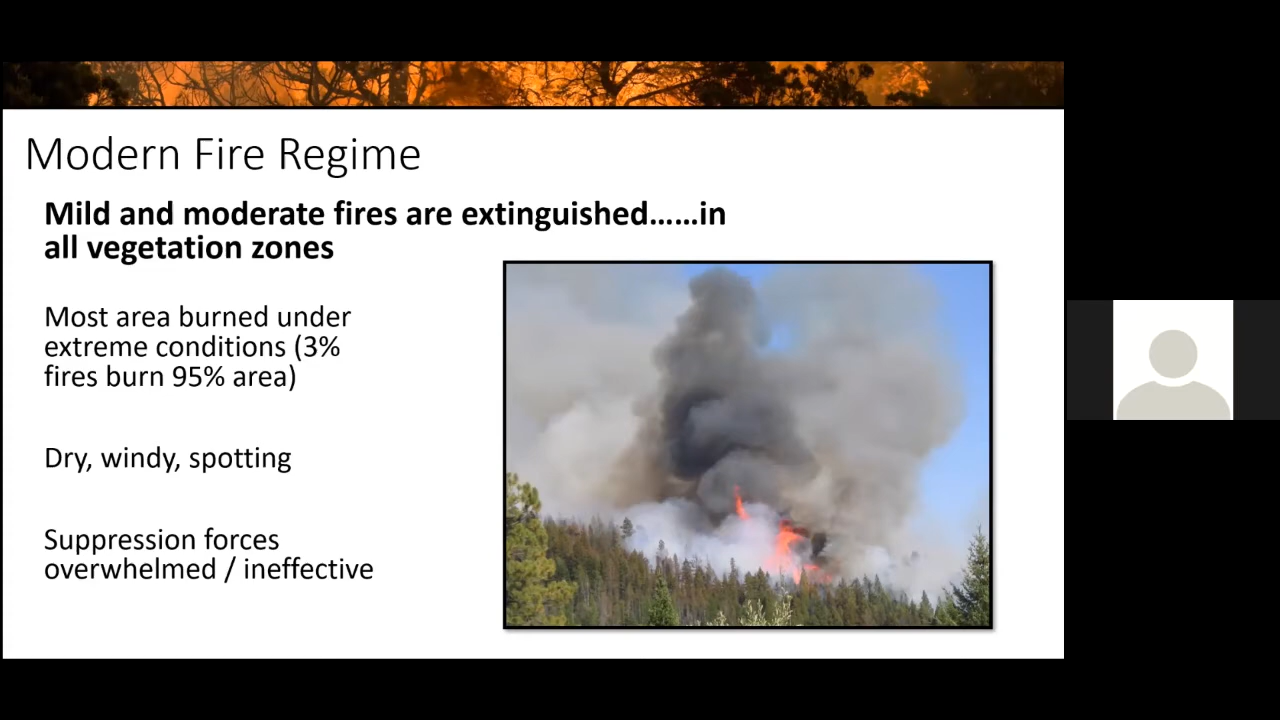 Modern Fire Regime
Mild and moderate fires are extinguished……in
all vegetation zones
Most area burned under
extreme conditions (3%
fires burn 95% area)
Dry, windy, spotting
Suppression forces
overwhelmed / ineffective